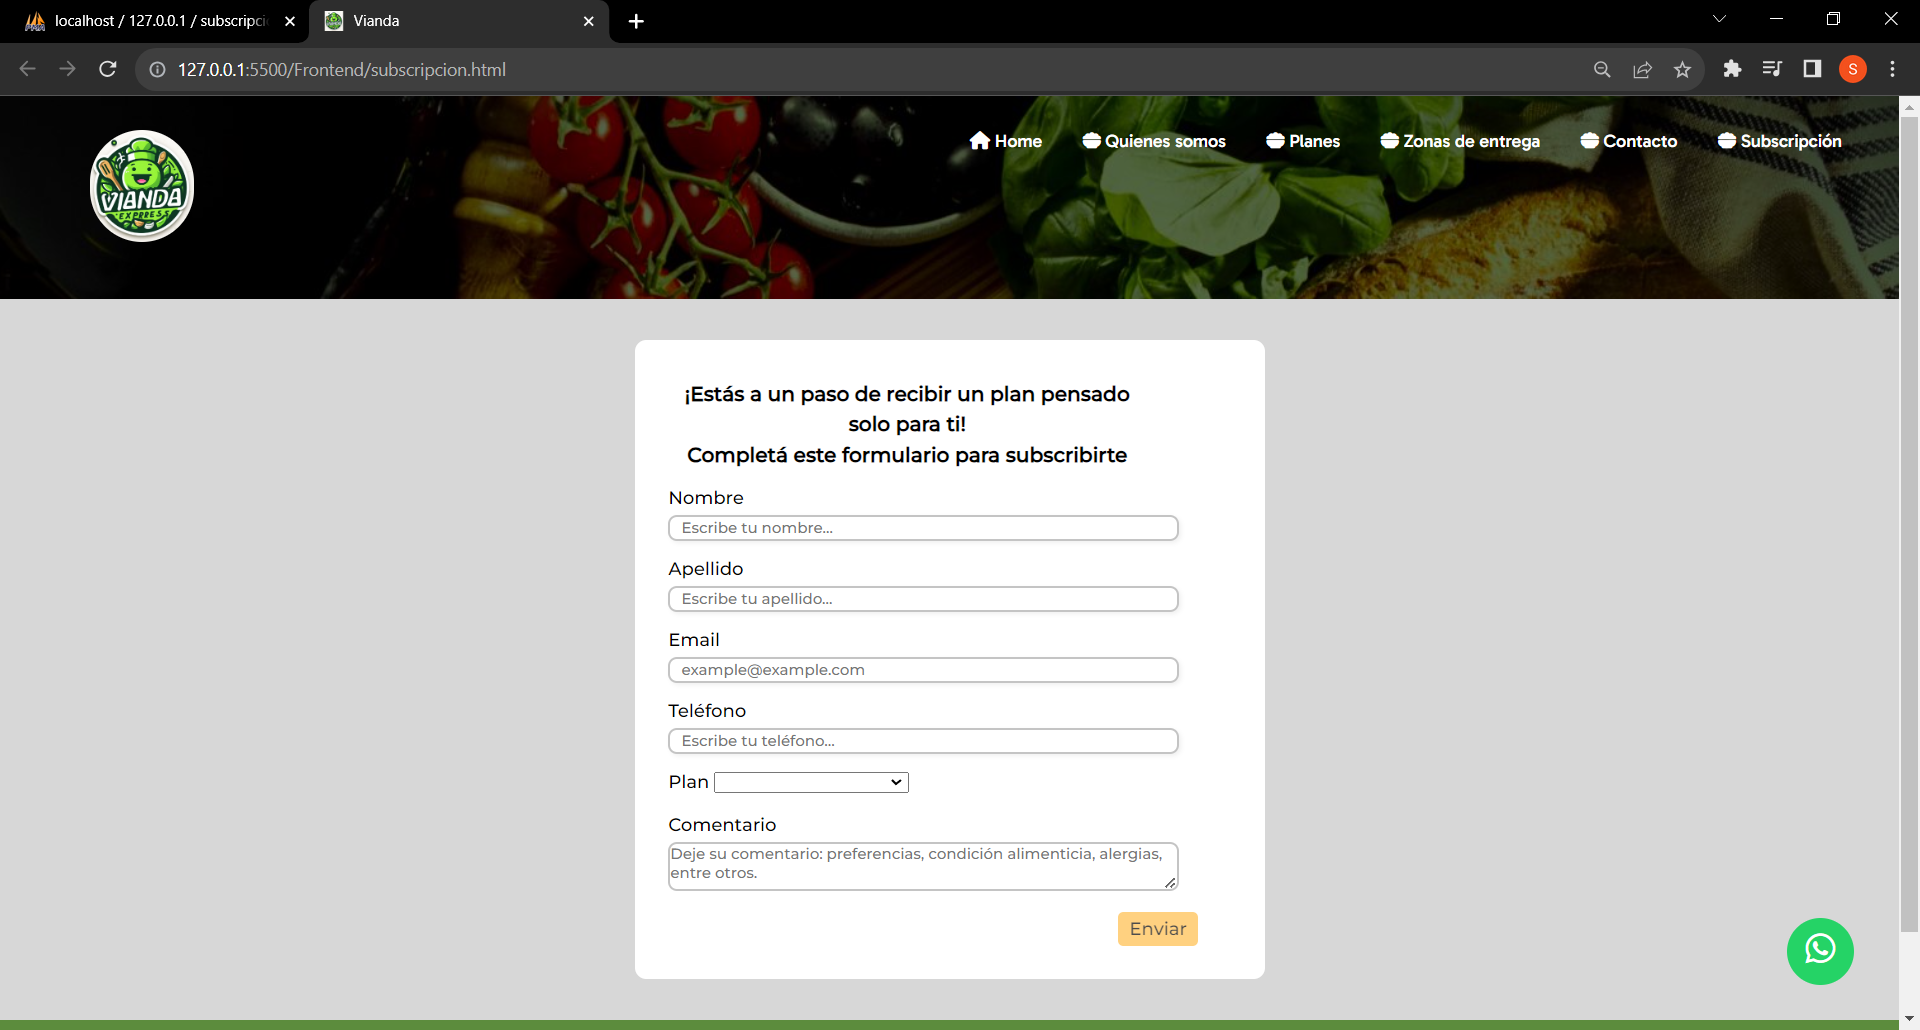 localhost / 127.0.0.1 / subscripci
Vianda
127.0.0.1:5500/Frontend/subscripcion.html
S
VIANDA
EXPRESS
Home
Quienes somos
Planes
Zonas de entrega
Contacto
Subscripción
¡Estás a un paso de recibir un plan pensado
solo para ti!
Completá este formulario para subscribirte
Nombre
Escribe tu nombre...
Apellido
Escribe tu apellido...
Email
example@example.com
Teléfono
Escribe tu teléfono...
Plan
Comentario
Deje su comentario: preferencias, condición alimenticia, alergias,
entre otros.
Enviar